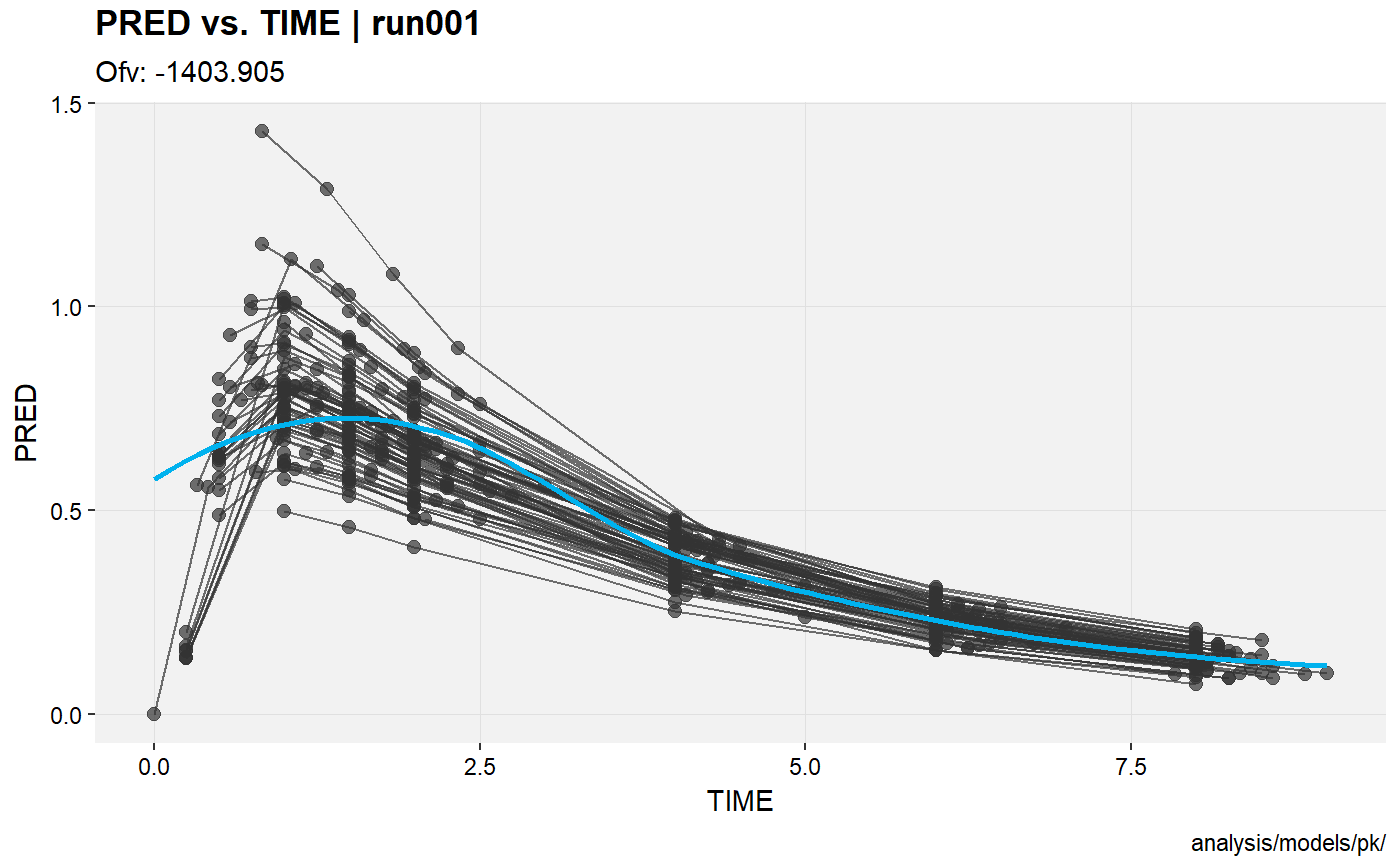 PRED vs. TIME | run001
Ofv: -1403.905
PRED
1.5
1.0
0.5
0.0
0.0 2.5 5.0 7.5
TIME
analysis/models/pk/